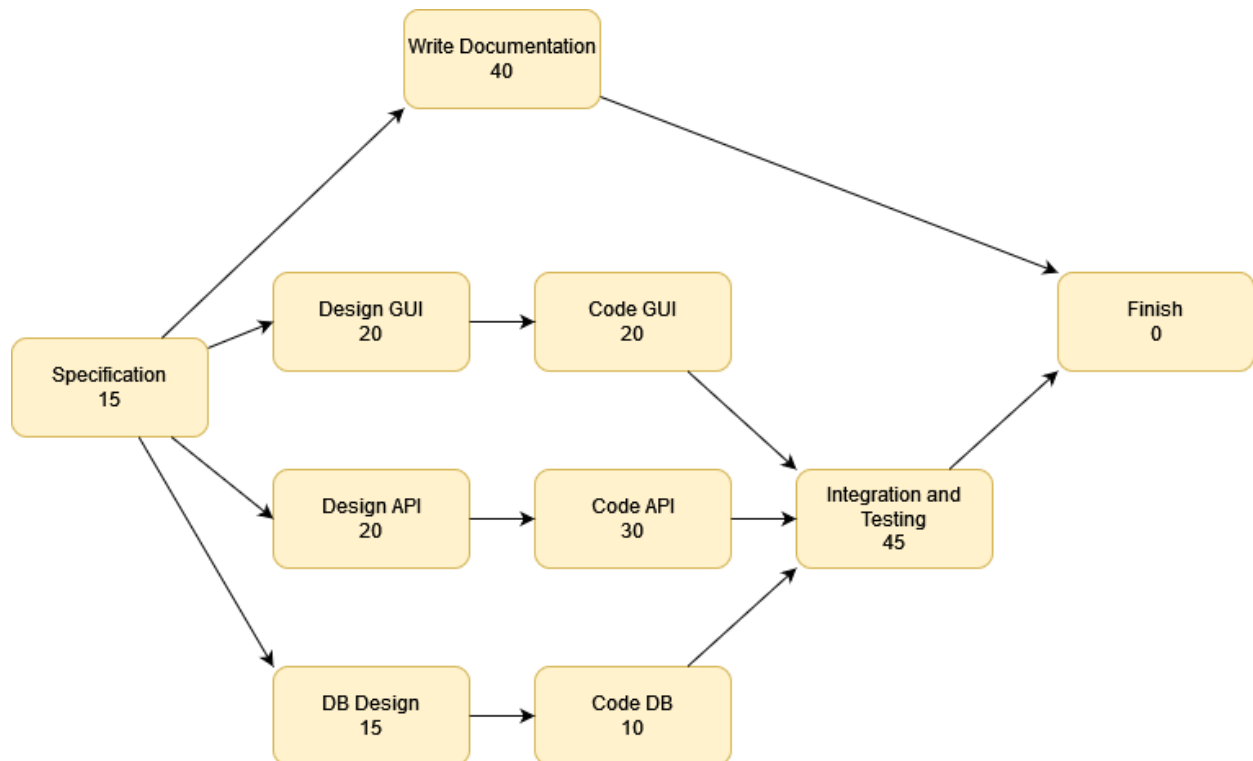 Write Documentation
40
Design GUI
20
Code GUI
20
Finish
0
Specification
15
Design API
20
Code API
30
Integration and
Testing
45
DB Design
15
Code DB
10